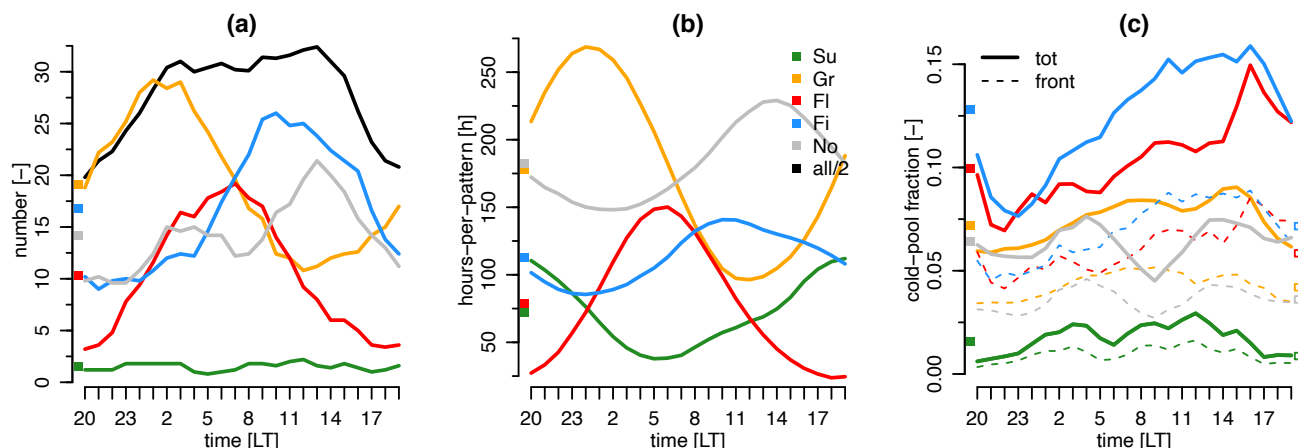 (a)
number [−]
0 5 10 15 20 25 30
20 23 2 5 8 11 14 17
time [LT]
(b)
hours−per−pattern [h]
50 100 150 200 250
Su
Gr
Fl
Fi
No
all/2
20 23 2 5 8 11 14 17
time [LT]
(c)
cold−pool fraction [−]
0.00 0.05 0.10 0.15
tot
front
20 23 2 5 8 11 14 17
time [LT]